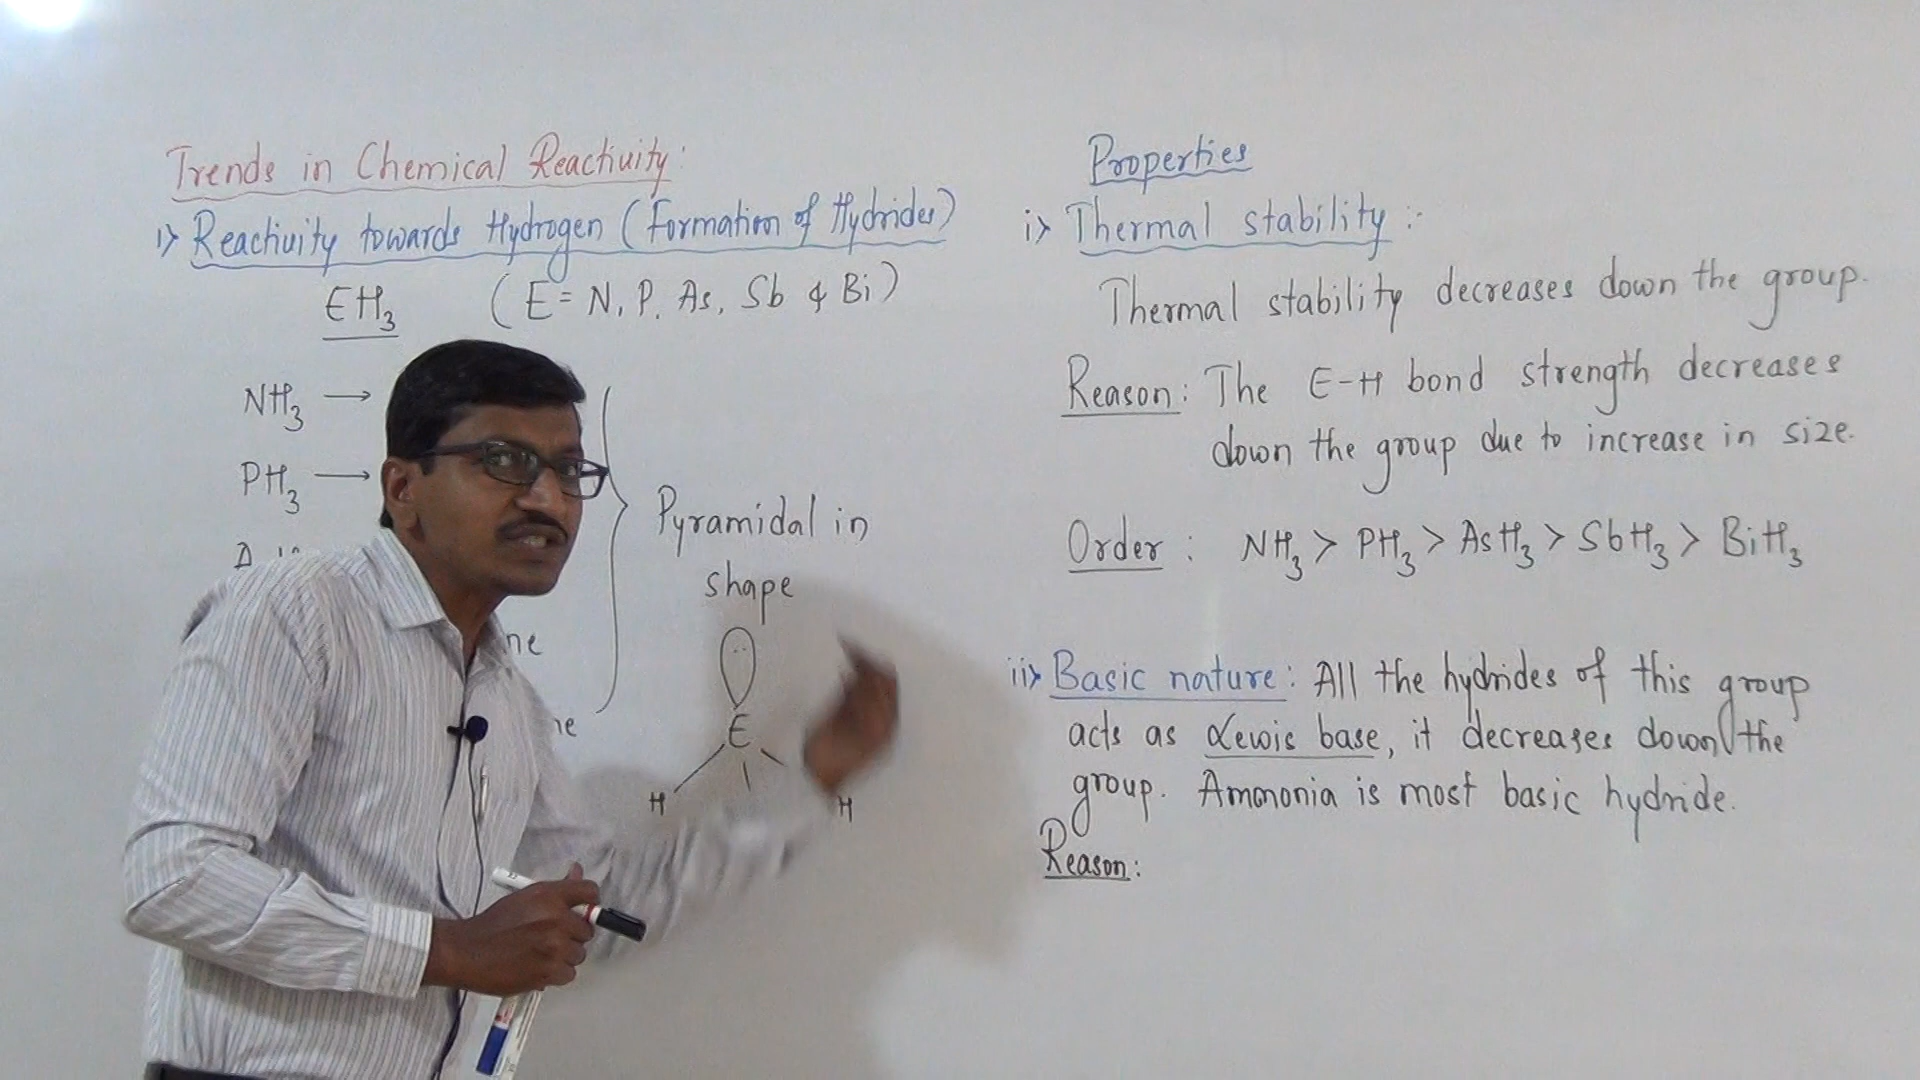 Trends in Chemical Reactivity:
1> Reactivity towards Hydrogen (Formation of Hydrides)
EH3 (E = N, P, As, Sb & Bi)
NH3 →
PH3 →
ne
ne
Pyramidal in
shape
E
H H
Properties
i> Thermal stability :-
Thermal stability decreases down the group.
Reason: The E-H bond strength decreases
down the group due to increase in size.
Order: NH3 > PH3 > AsH3 > SbH3 > BiH3
ii> Basic nature: All the hydrides of this group
acts as Lewis base, it decreases down the
group. Ammonia is most basic hydride.
Reason: